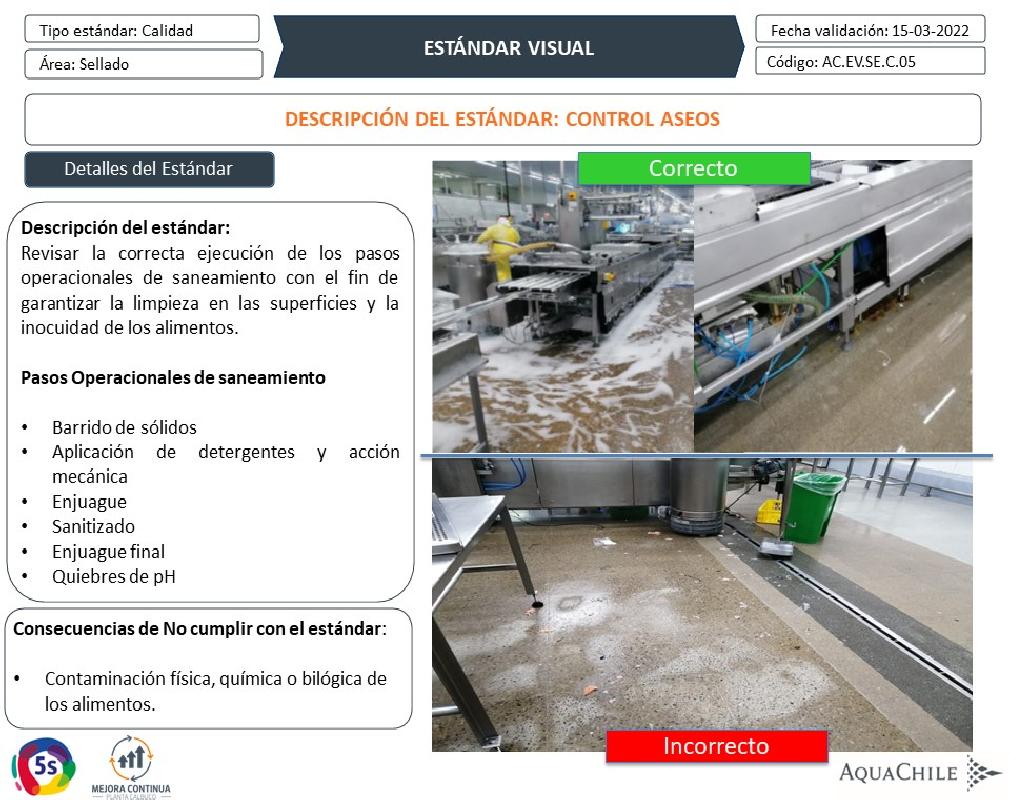 Tipo estándar: Calidad
Área: Sellado
ESTÁNDAR VISUAL
Fecha validación: 15-03-2022
Código: AC.EV.SE.C.05
DESCRIPCIÓN DEL ESTÁNDAR: CONTROL ASEOS
Detalles del Estándar
Descripción del estándar:
Revisar la correcta ejecución de los pasos
operacionales de saneamiento con el fin de
garantizar la limpieza en las superficies y la
inocuidad de los alimentos.
Pasos Operacionales de saneamiento
• Barrido de sólidos
• Aplicación de detergentes y acción
mecánica
• Enjuague
• Sanitizado
• Enjuague final
• Quiebres de pH
Consecuencias de No cumplir con el estándar:
• Contaminación física, química o bilógica de
los alimentos.
Correcto
Incorrecto
5s
MEJORA CONTINUA
PLANTA CALBUCO
AQUACHILE